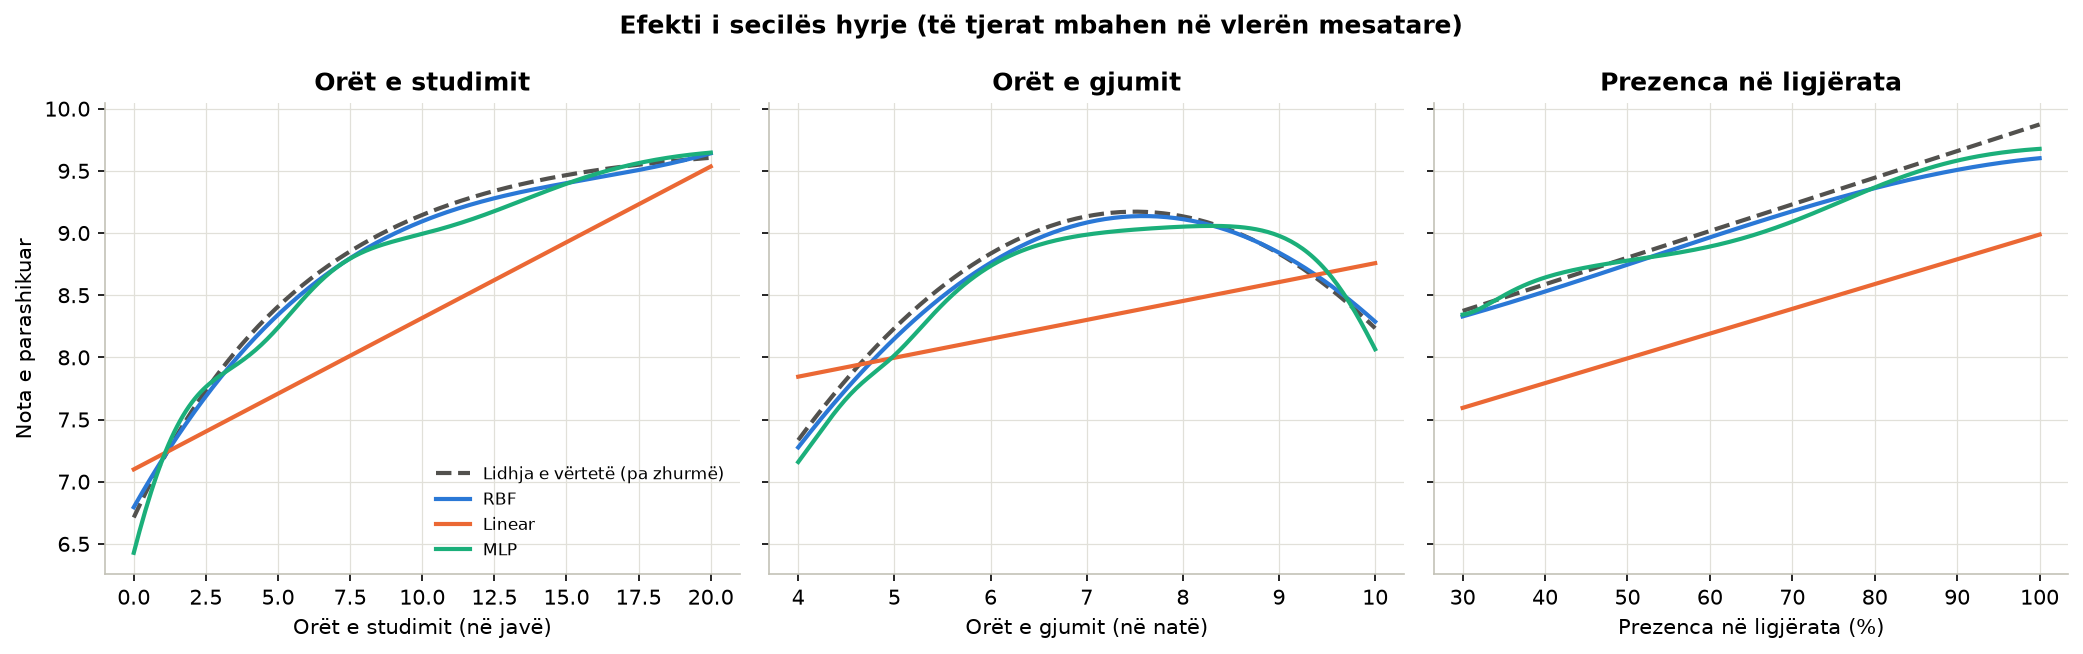 Efekti i secilës hyrje (të tjerat mbahen në vlerën mesatare)
Orët e studimit
Orët e gjumit
Prezenca në ligjërata
Nota e parashikuar
10.0
9.5
9.0
8.5
8.0
7.5
7.0
6.5
Lidhja e vërtetë (pa zhurmë)
RBF
Linear
MLP
0.0 2.5 5.0 7.5 10.0 12.5 15.0 17.5 20.0
Orët e studimit (në javë)
4 5 6 7 8 9 10
Orët e gjumit (në natë)
30 40 50 60 70 80 90 100
Prezenca në ligjërata (%)